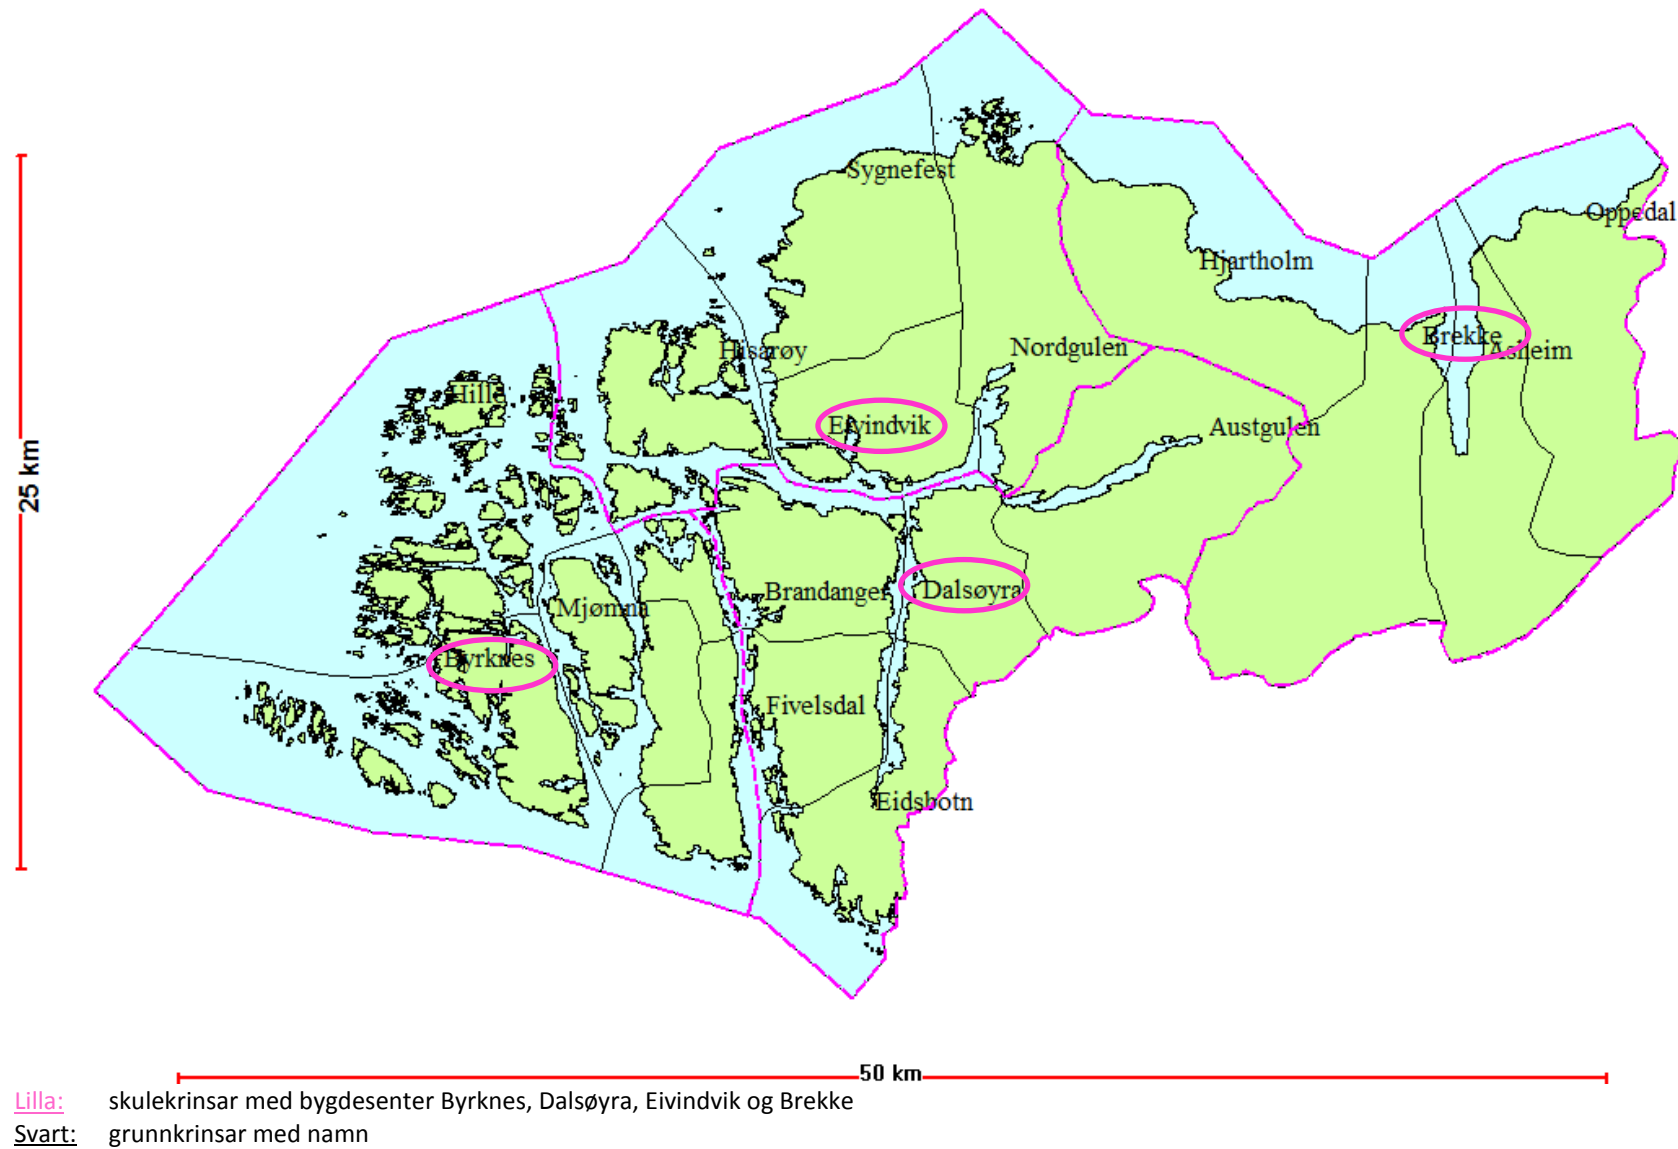 Sygnefest
Oppedal
Hjartholm
Brekke
Åsheim
Hisarøy
Nordgulen
Hille
Eivindvik
Austgulen
25 km
Brandanger
Dalsøyra
Mjømna
Byrknes
Fivelsdal
Eidsbotn
50 km
Lilla: skulekrinsar med bygdesenter Byrknes, Dalsøyra, Eivindvik og Brekke
Svart: grunnkrinsar med namn